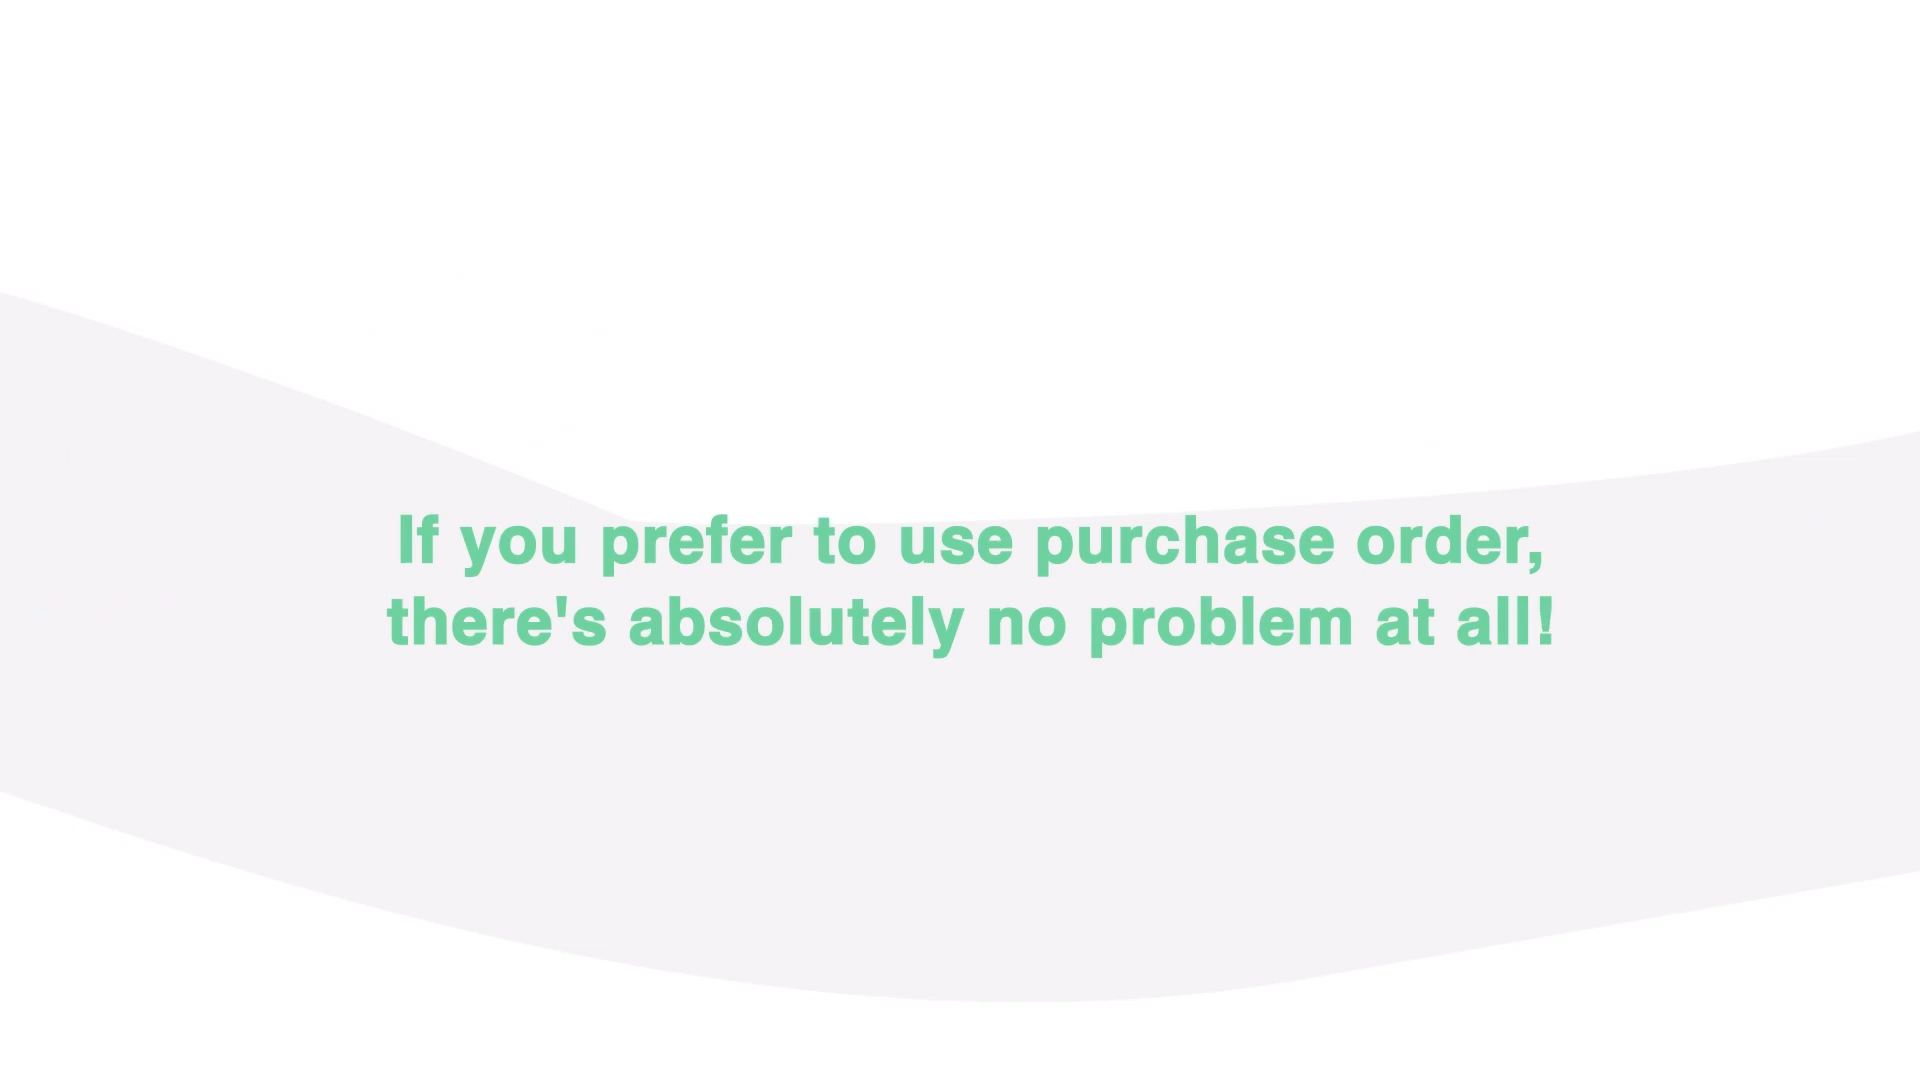 If you prefer to use purchase order,
there's absolutely no problem at all!